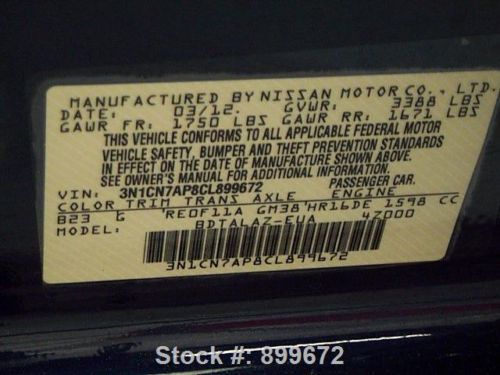 MANUFACTURED BY NISSAN MOTOR CO., LTD.
DATE: 03/12. GVWR: 3388 LBS
GAWR FR: 1750 LBS GAWR RR: 1671 LBS
THIS VEHICLE CONFORMS TO ALL APPLICABLE FEDERAL MOTOR
VEHICLE SAFETY, BUMPER AND THEFT PREVENTION STANDARDS
IN EFFECT ON THE DATE OF MANUFACTURE SHOWN ABOVE.
SEE OWNER'S MANUAL FOR ADDITIONAL INFORMATION
VIN: 3N1CN7AP8CL899672 PASSENGER CAR.
COLOR TRIM TRANS AXLE ENGINE
B23 G RE0F11A GM38 HR16DE 1598 CC
MODEL: BDTALAZ-EUA 47000
3N1CN7AP8CL899672
Stock #: 899672